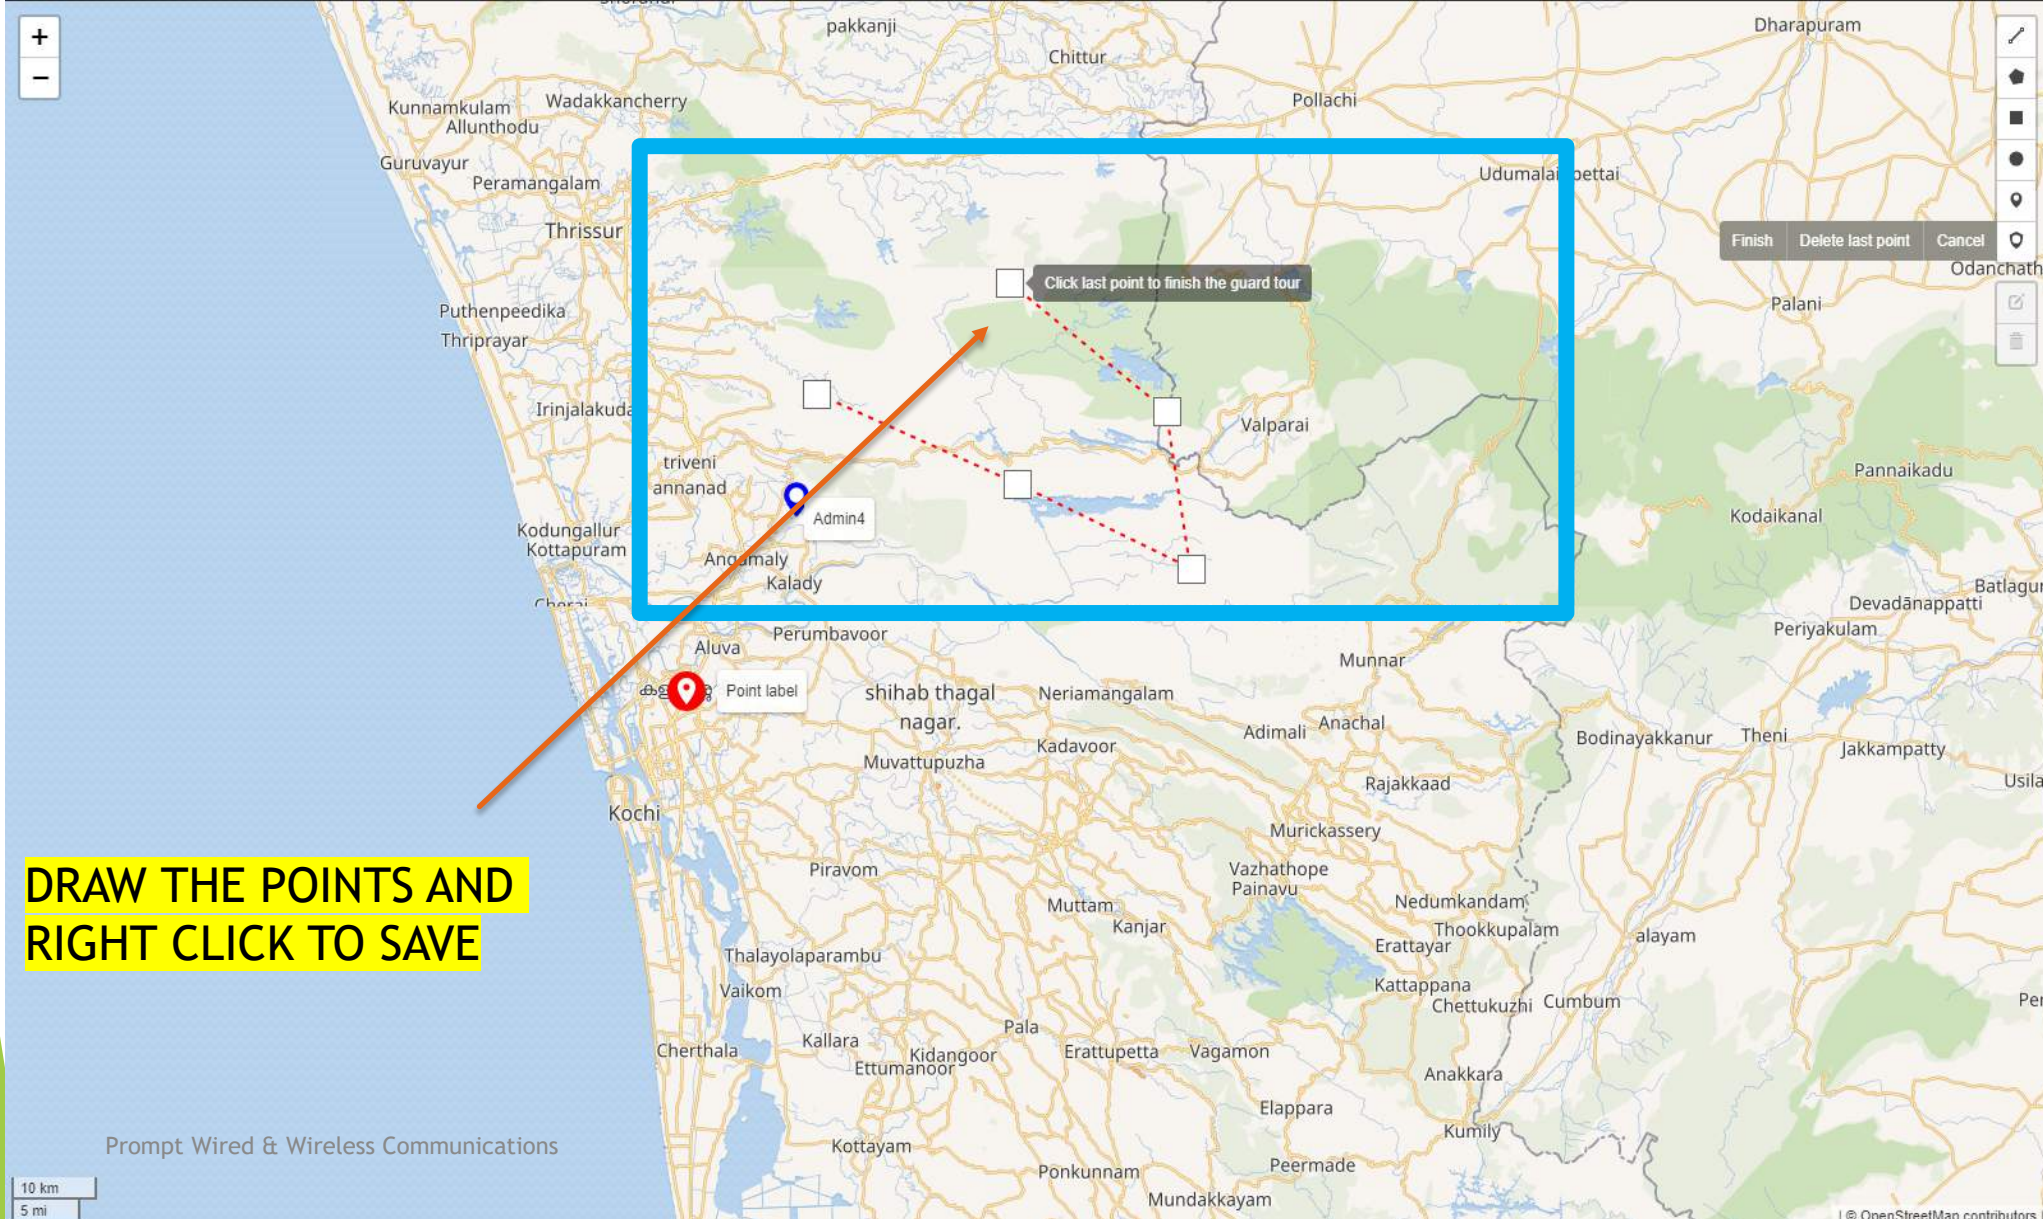 pakkanji
Dharapuram
+
Chittur
−
Pollachi
Kunnamkulam
Wadakkancherry
Allunthodu
Guruvayur
Peramangalam
Udumalai pettai
Thrissur
Finish
Delete last point
Cancel
Odanchath
Click last point to finish the guard tour
Puthenpeedika
Palani
Thriprayar
Irinjalakuda
Valparai
triveni
annanad
Pannaikadu
Admin4
Kodaikanal
Kodungallur
Kottapuram
Angamaly
Kalady
Batlagun
Cherai
Devadānappatti
Perumbavoor
Periyakulam
Aluva
Munnar
Point label
shihab thagal
nagar.
Neriamangalam
Adimali
Anachal
Kadavoor
Bodinayakkanur
Theni
Jakkampatty
Muvattupuzha
Rajakkaad
Usila
Kochi
Murickassery
Piravom
Vazhathope
Painavu
DRAW THE POINTS AND
RIGHT CLICK TO SAVE
Muttam
Nedumkandam
Kanjar
Thookkupalam
Erattayar
alayam
Thalayolaparambu
Vaikom
Kattappana
Chettukuzhi
Cumbum
Per
Pala
Kallara
Cherthala
Kidangoor
Ettumanoor
Erattupetta
Vagamon
Anakkara
Elappara
Prompt Wired & Wireless Communications
Kottayam
Kumily
Ponkunnam
Peermade
Mundakkayam
10 km
5 mi
| © OpenStreetMap contributors